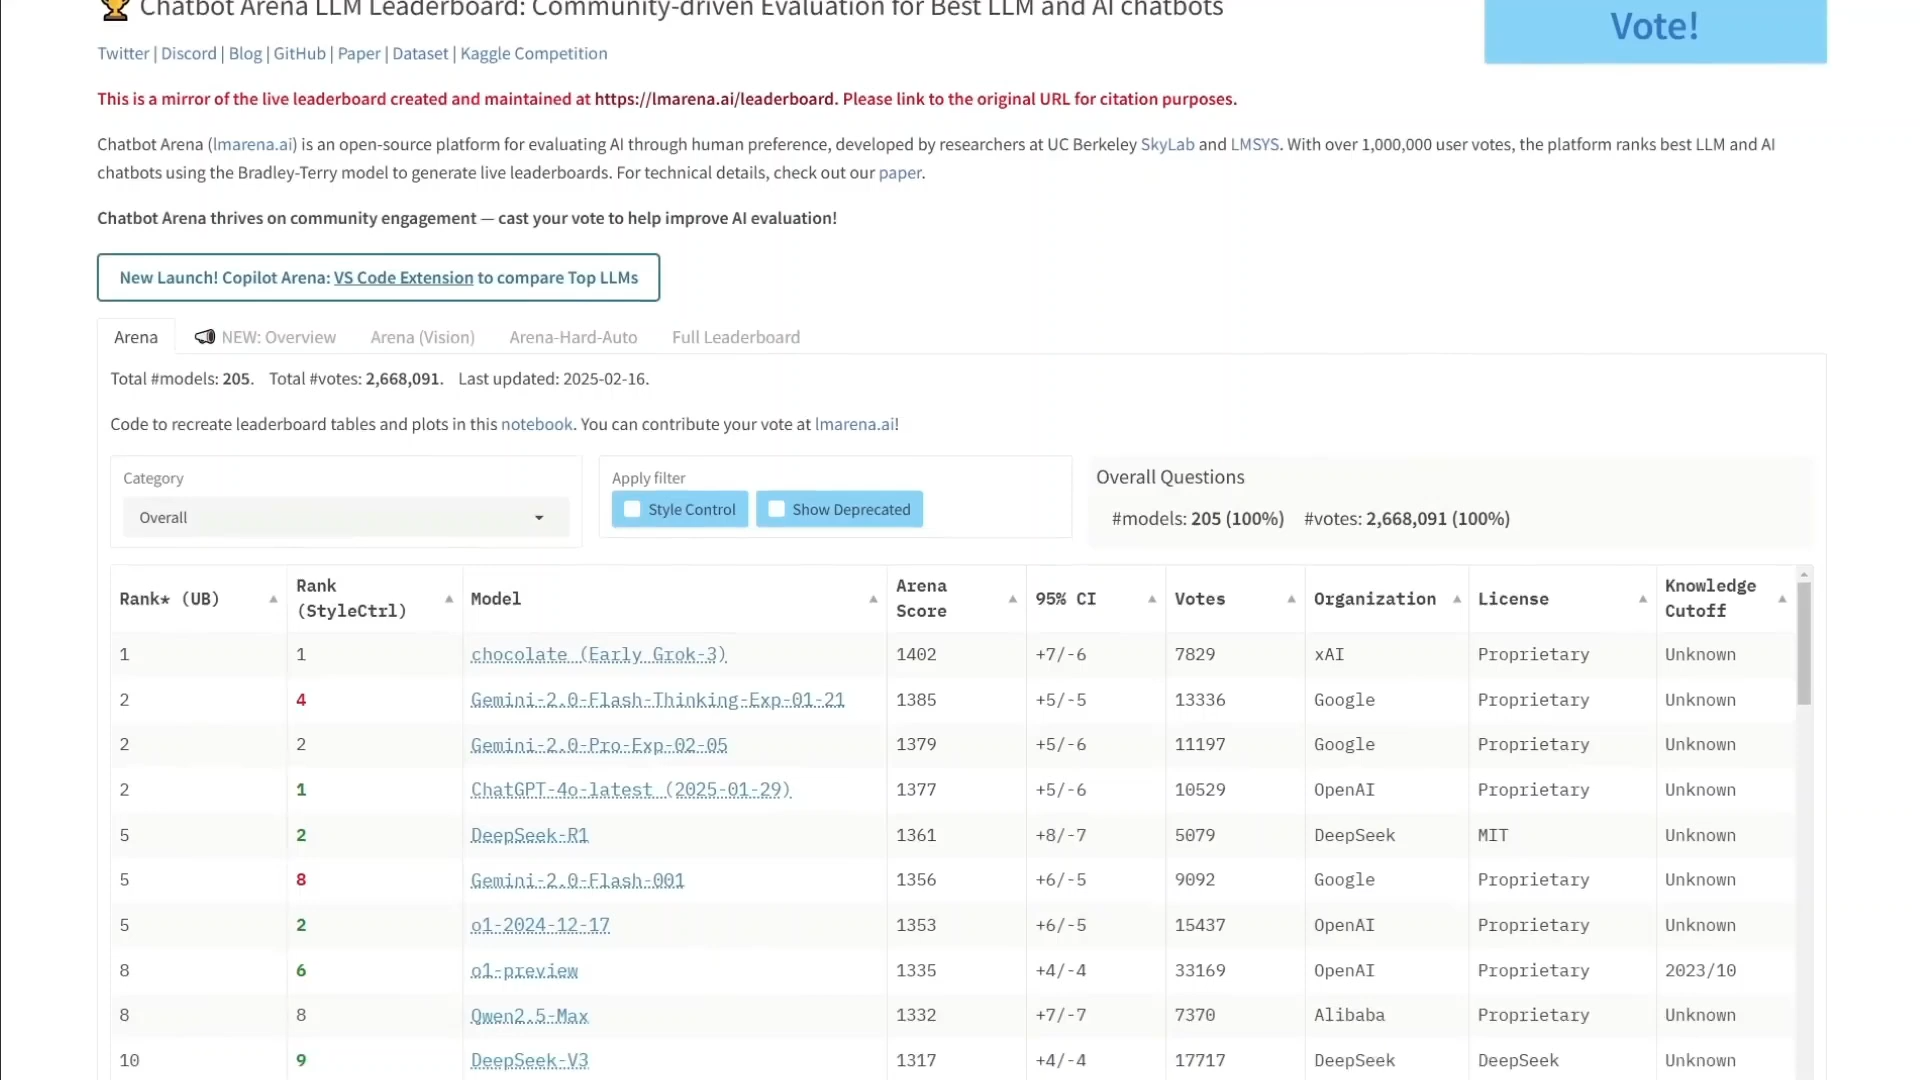 Chatbot Arena LLM Leaderboard: Community-driven Evaluation for Best LLM and AI chatbots
Vote!
Twitter | Discord | Blog | GitHub | Paper | Dataset | Kaggle Competition
This is a mirror of the live leaderboard created and maintained at https://lmarena.ai/leaderboard. Please link to the original URL for citation purposes.
Chatbot Arena (lmarena.ai) is an open-source platform for evaluating AI through human preference, developed by researchers at UC Berkeley SkyLab and LMSYS. With over 1,000,000 user votes, the platform ranks best LLM and AI
chatbots using the Bradley-Terry model to generate live leaderboards. For technical details, check out our paper.
Chatbot Arena thrives on community engagement — cast your vote to help improve AI evaluation!
New Launch! Copilot Arena: VS Code Extension to compare Top LLMs
Arena NEW: Overview Arena (Vision) Arena-Hard-Auto Full Leaderboard
Total #models: 205. Total #votes: 2,668,091. Last updated: 2025-02-16.
Code to recreate leaderboard tables and plots in this notebook. You can contribute your vote at lmarena.ai!
Category
Overall
Apply filter
Style Control Show Deprecated
Overall Questions
#models: 205 (100%) #votes: 2,668,091 (100%)
Rank* (UB) Rank (StyleCtrl) Model Arena Score 95% CI Votes Organization License Knowledge Cutoff
1 1 chocolate (Early Grok-3) 1402 +7/-6 7829 xAI Proprietary Unknown
2 4 Gemini-2.0-Flash-Thinking-Exp-01-21 1385 +5/-5 13336 Google Proprietary Unknown
2 2 Gemini-2.0-Pro-Exp-02-05 1379 +5/-6 11197 Google Proprietary Unknown
2 1 ChatGPT-4o-latest (2025-01-29) 1377 +5/-6 10529 OpenAI Proprietary Unknown
5 2 DeepSeek-R1 1361 +8/-7 5079 DeepSeek MIT Unknown
5 8 Gemini-2.0-Flash-001 1356 +6/-5 9092 Google Proprietary Unknown
5 2 o1-2024-12-17 1353 +6/-5 15437 OpenAI Proprietary Unknown
8 6 o1-preview 1335 +4/-4 33169 OpenAI Proprietary 2023/10
8 8 Qwen2.5-Max 1332 +7/-7 7370 Alibaba Proprietary Unknown
10 9 DeepSeek-V3 1317 +4/-4 17717 DeepSeek DeepSeek Unknown